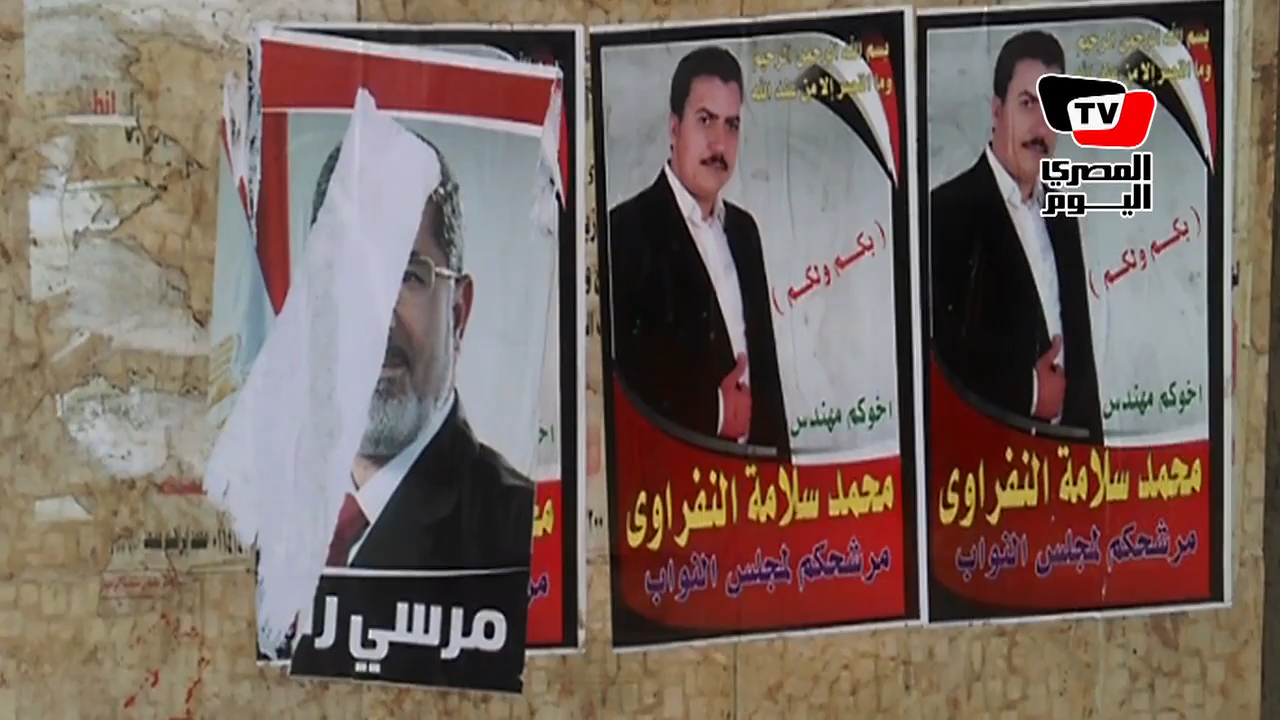 بسم الله الرحمن الرحيم
وما النصر إلا من عند الله
( بكم ولكم )
اخوكم مهندس
محمد سلامة النفراوى
مرشحكم لمجلس النواب
بسم الله الرحمن الرحيم
وما النصر إلا من عند الله
( بكم ولكم )
اخوكم مهندس
محمد سلامة النفراوى
مرشحكم لمجلس النواب
مرسي
TV
المصري
اليوم